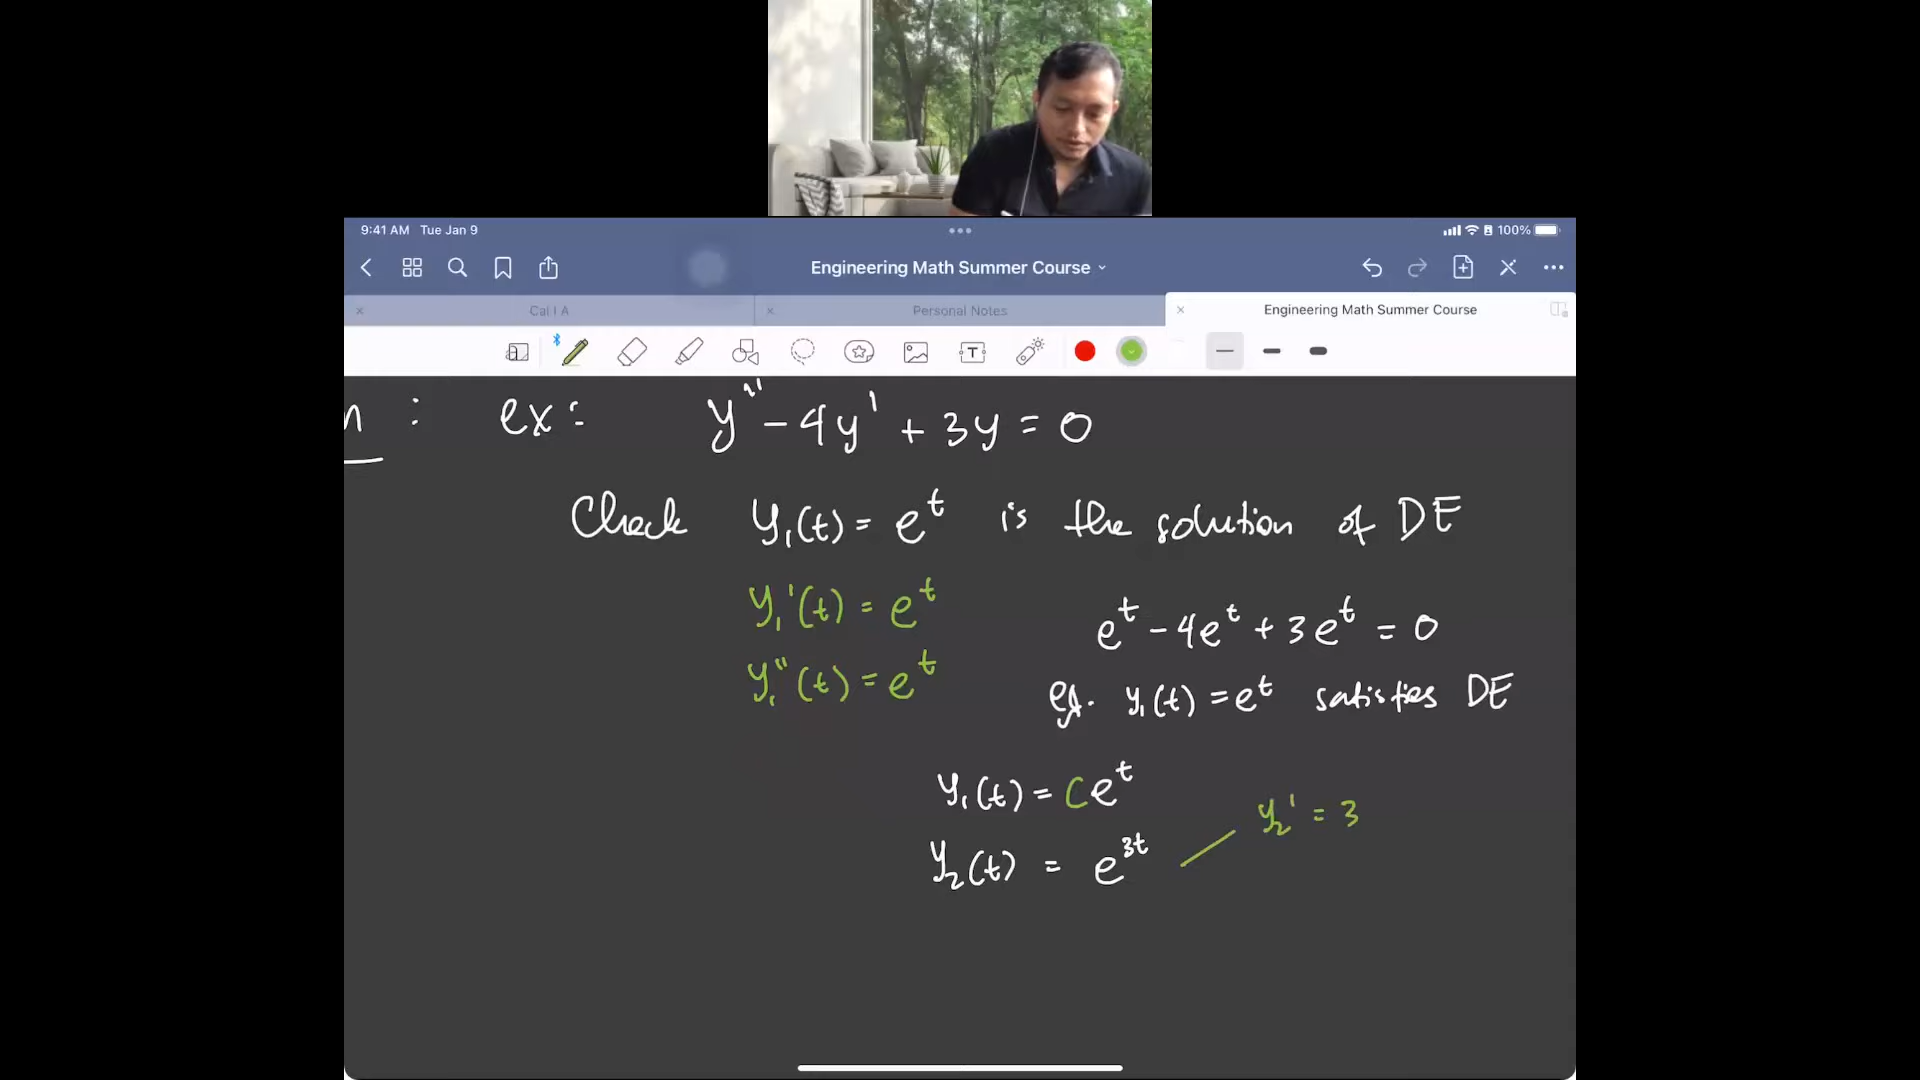 9:41 AM Tue Jan 9
100%
Engineering Math Summer Course
Cal I A
Personal Notes
Engineering Math Summer Course
n : ex: y'' - 4y' + 3y = 0
Check y₁(t) = eᵗ is the solution of DE
y₁'(t) = eᵗ
y₁''(t) = eᵗ
eᵗ - 4eᵗ + 3eᵗ = 0
y₁(t) = eᵗ satisfies DE
y₁(t) = Ceᵗ
y₂(t) = e³ᵗ
y₂' = 3